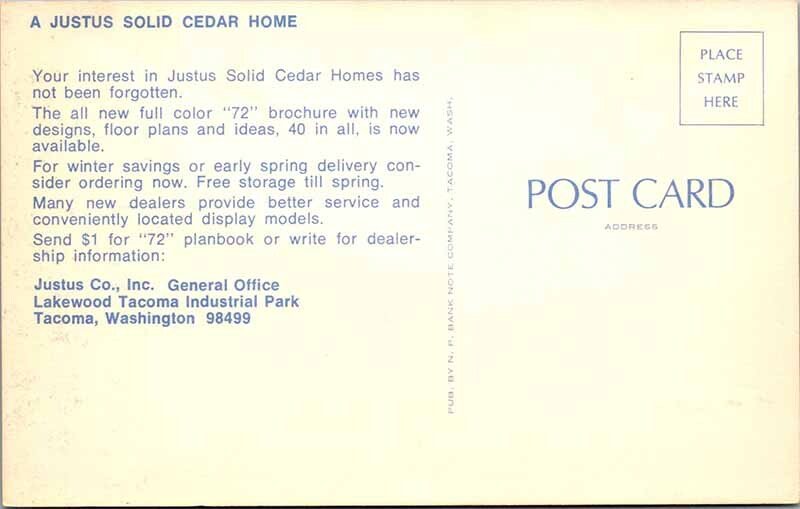 A JUSTUS SOLID CEDAR HOME
Your interest in Justus Solid Cedar Homes has
not been forgotten.
The all new full color "72" brochure with new
designs, floor plans and ideas, 40 in all, is now
available.
For winter savings or early spring delivery con-
sider ordering now. Free storage till spring.
Many new dealers provide better service and
conveniently located display models.
Send $1 for "72" planbook or write for dealer-
ship information:
Justus Co., Inc. General Office
Lakewood Tacoma Industrial Park
Tacoma, Washington 98499
PUB. BY N. P. BANK NOTE COMPANY, TACOMA, WASH.
PLACE
STAMP
HERE
POST CARD
ADDRESS